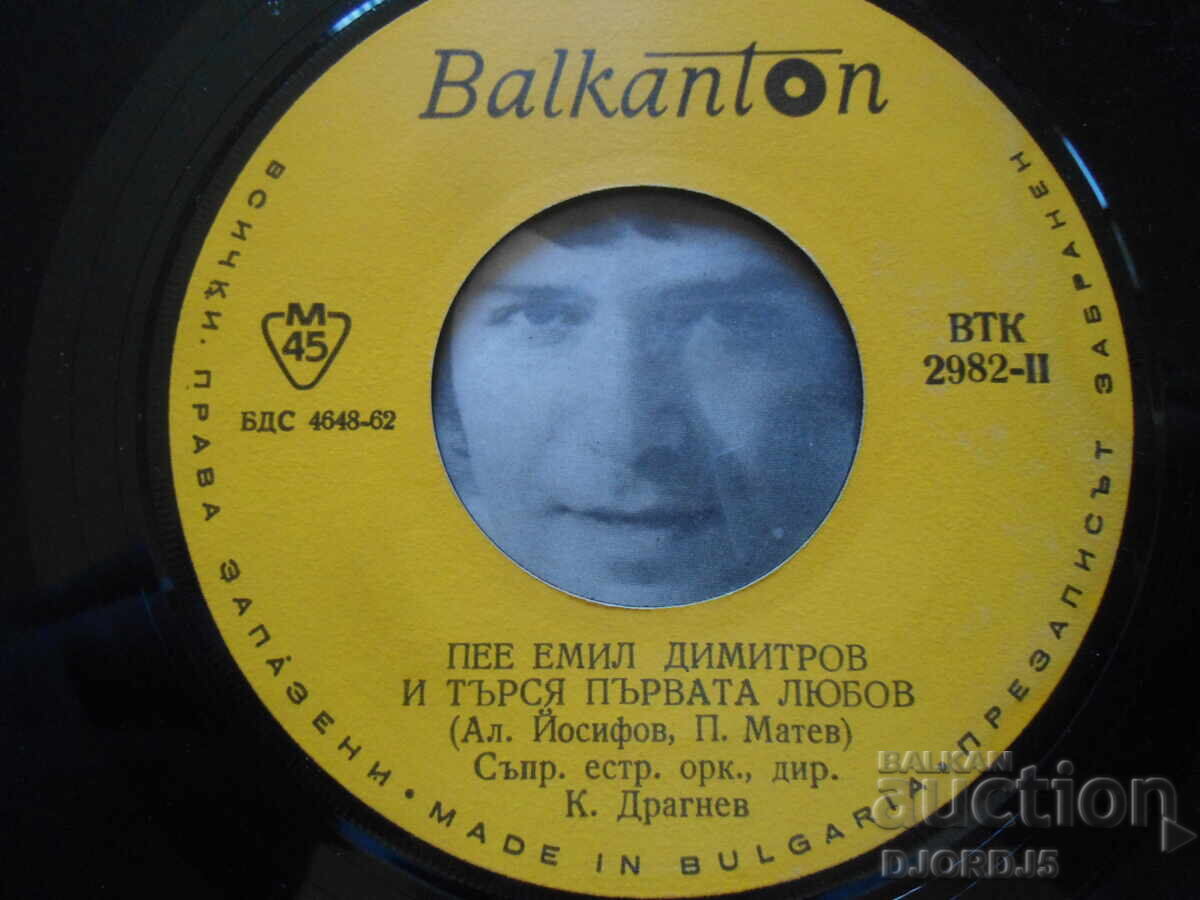 Balkanton
ВСИЧКИ ПРАВА ЗАПАЗЕНИ • MADE IN BULGARIA • ПРЕЗАПИСЪТ ЗАБРАНЕН
М
45
БДС 4648-62
ВТК
2982-II
ПЕЕ ЕМИЛ ДИМИТРОВ
И ТЪРСЯ ПЪРВАТА ЛЮБОВ
(Ал. Йосифов, П. Матев)
Съпр. естр. орк., дир.
К. Драгнев
BALKAN
auction
DJORDJ5